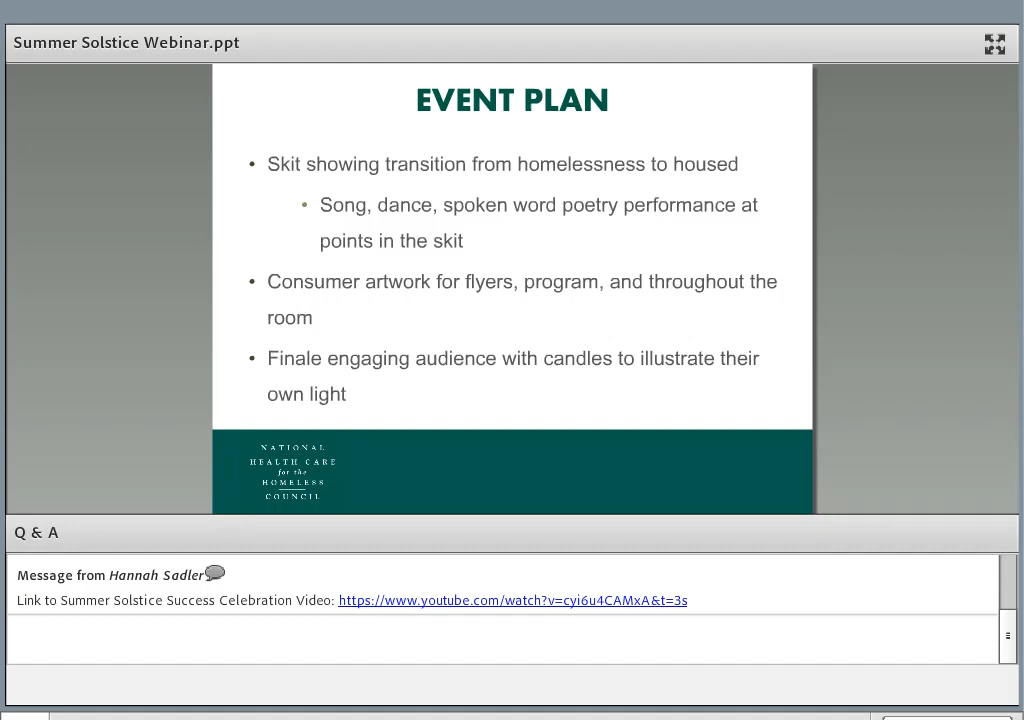 Summer Solstice Webinar.ppt
EVENT PLAN
• Skit showing transition from homelessness to housed
• Song, dance, spoken word poetry performance at
points in the skit
• Consumer artwork for flyers, program, and throughout the
room
• Finale engaging audience with candles to illustrate their
own light
NATIONAL
HEALTH CARE
for the
HOMELESS
COUNCIL
Q & A
Message from Hannah Sadler
Link to Summer Solstice Success Celebration Video: https://www.youtube.com/watch?v=cyi6u4CAMxA&t=3s